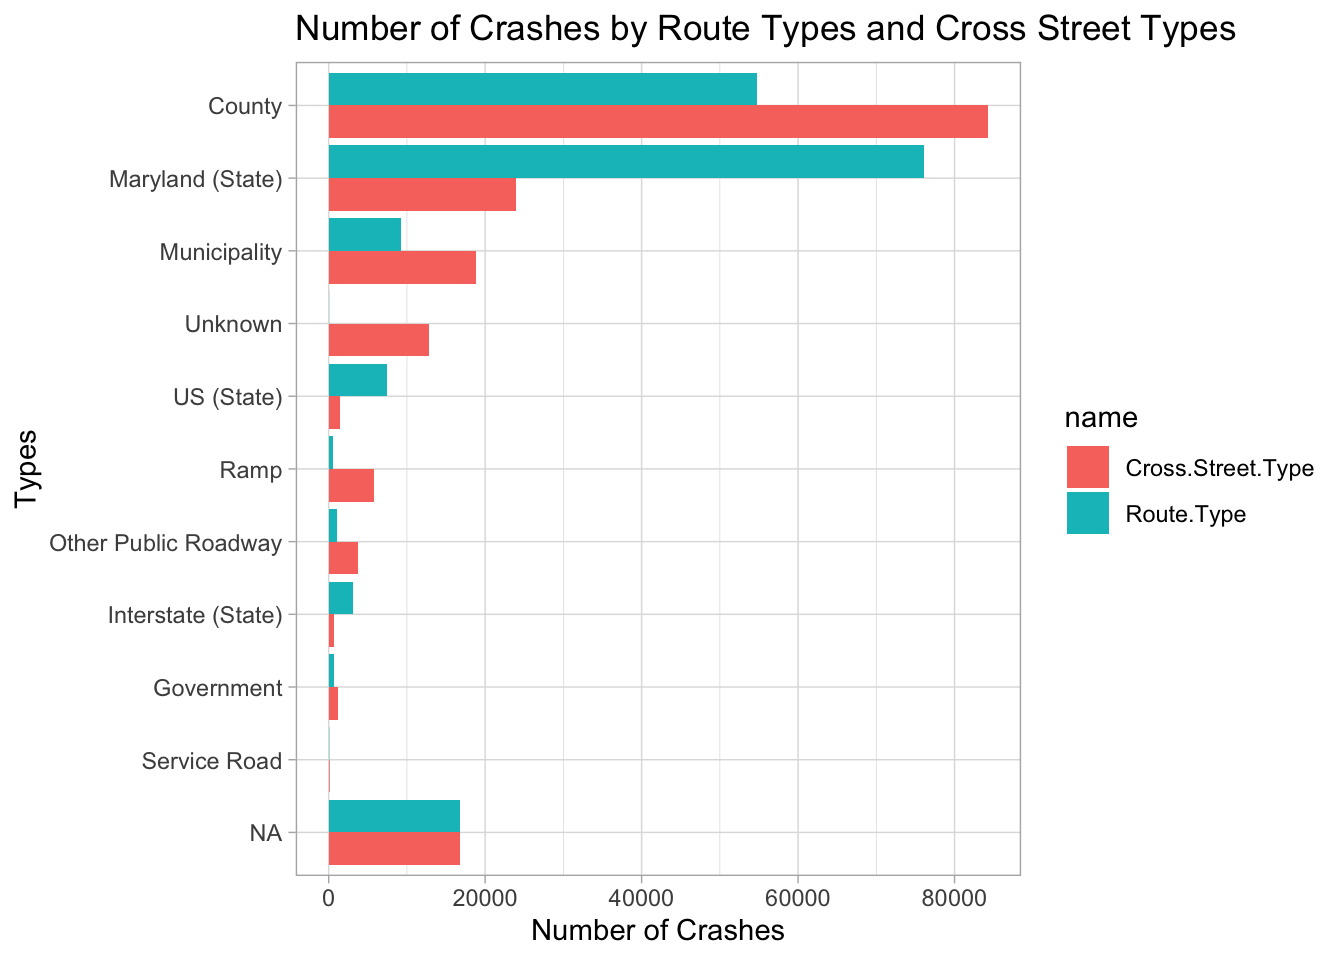 Number of Crashes by Route Types and Cross Street Types
County
Maryland (State)
Municipality
Unknown
US (State)
Ramp
Other Public Roadway
Interstate (State)
Government
Service Road
NA
Types
0 20000 40000 60000 80000
Number of Crashes
name
Cross.Street.Type
Route.Type